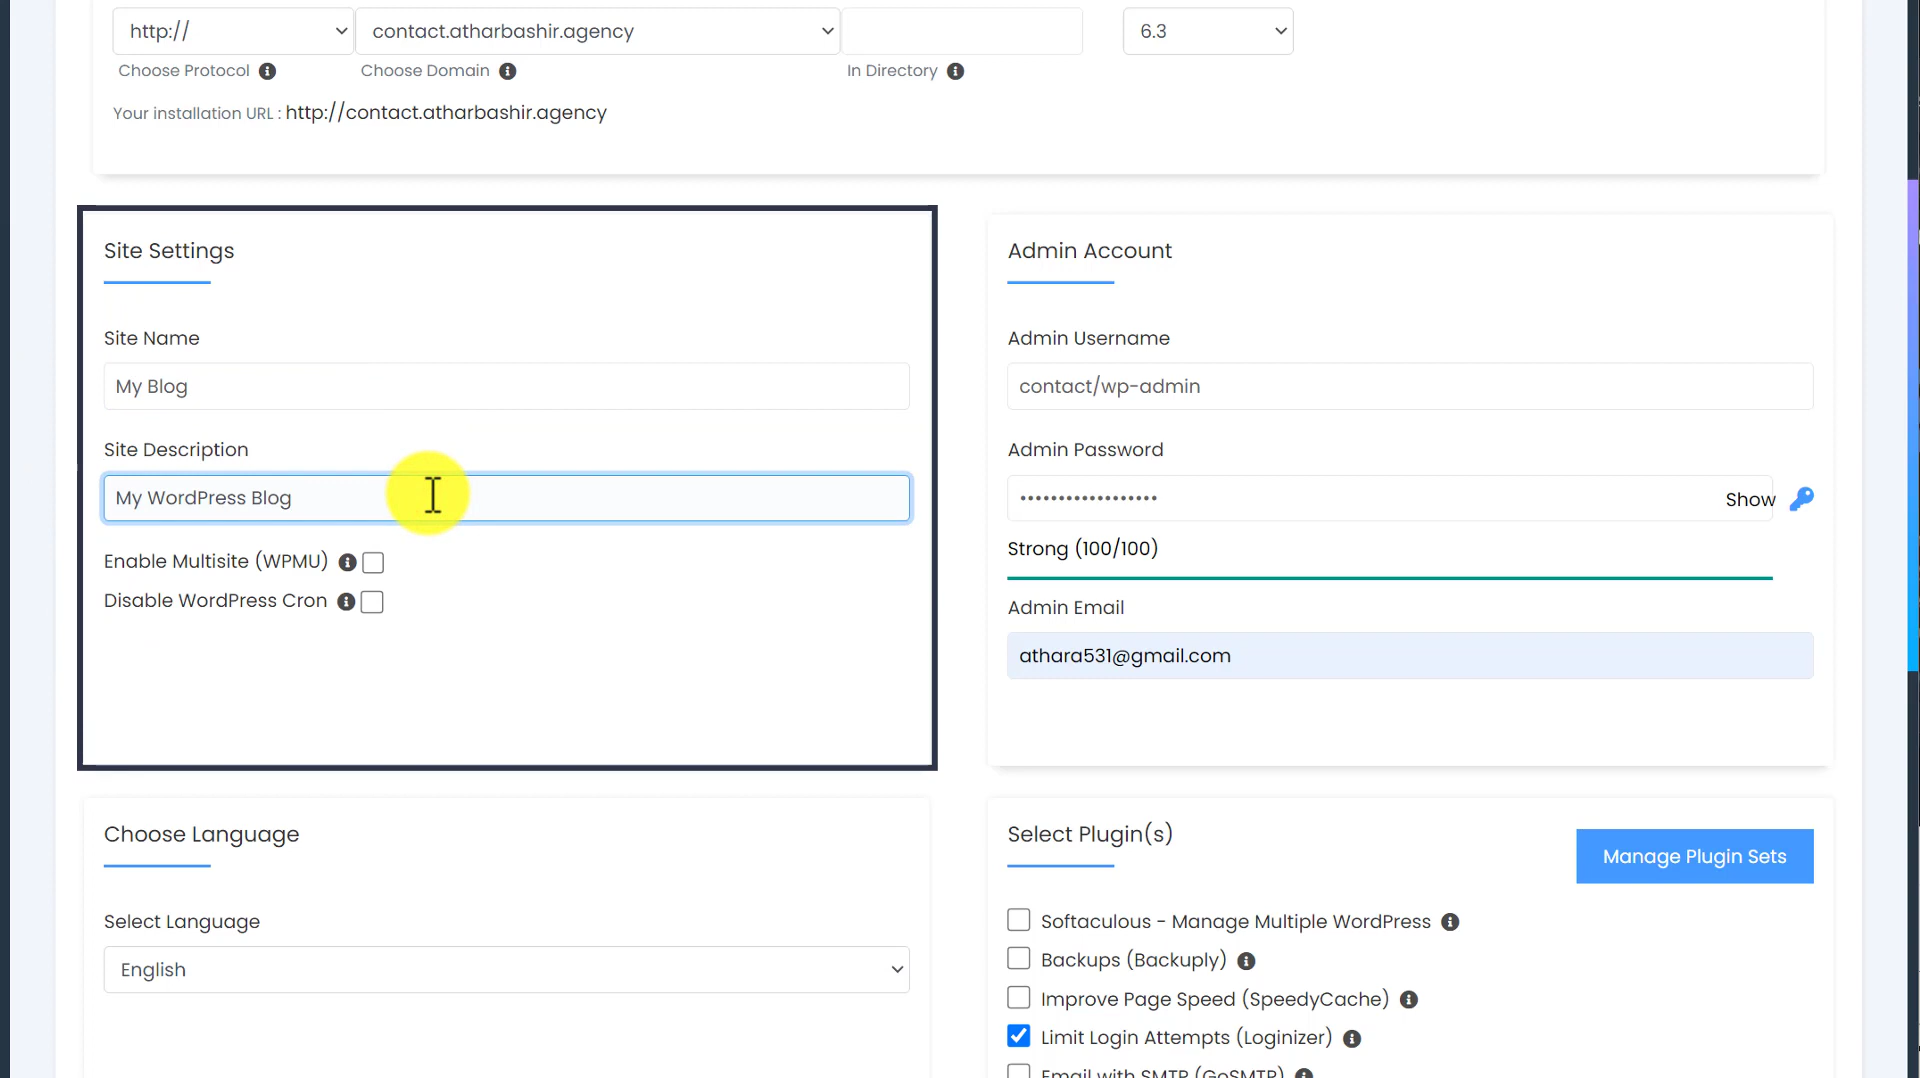 http:// contact.atharbashir.agency 6.3
Choose Protocol Choose Domain In Directory
Your installation URL : http://contact.atharbashir.agency
Site Settings
Site Name
My Blog
Site Description
My WordPress Blog
Enable Multisite (WPMU)
Disable WordPress Cron
Admin Account
Admin Username
contact/wp-admin
Admin Password
•••••••••••••••••• Show
Strong (100/100)
Admin Email
athara531@gmail.com
Choose Language
Select Language
English
Select Plugin(s)
Manage Plugin Sets
Softaculous - Manage Multiple WordPress
Backups (Backuply)
Improve Page Speed (SpeedyCache)
Limit Login Attempts (Loginizer)
Email with SMTP (GoSMTP)